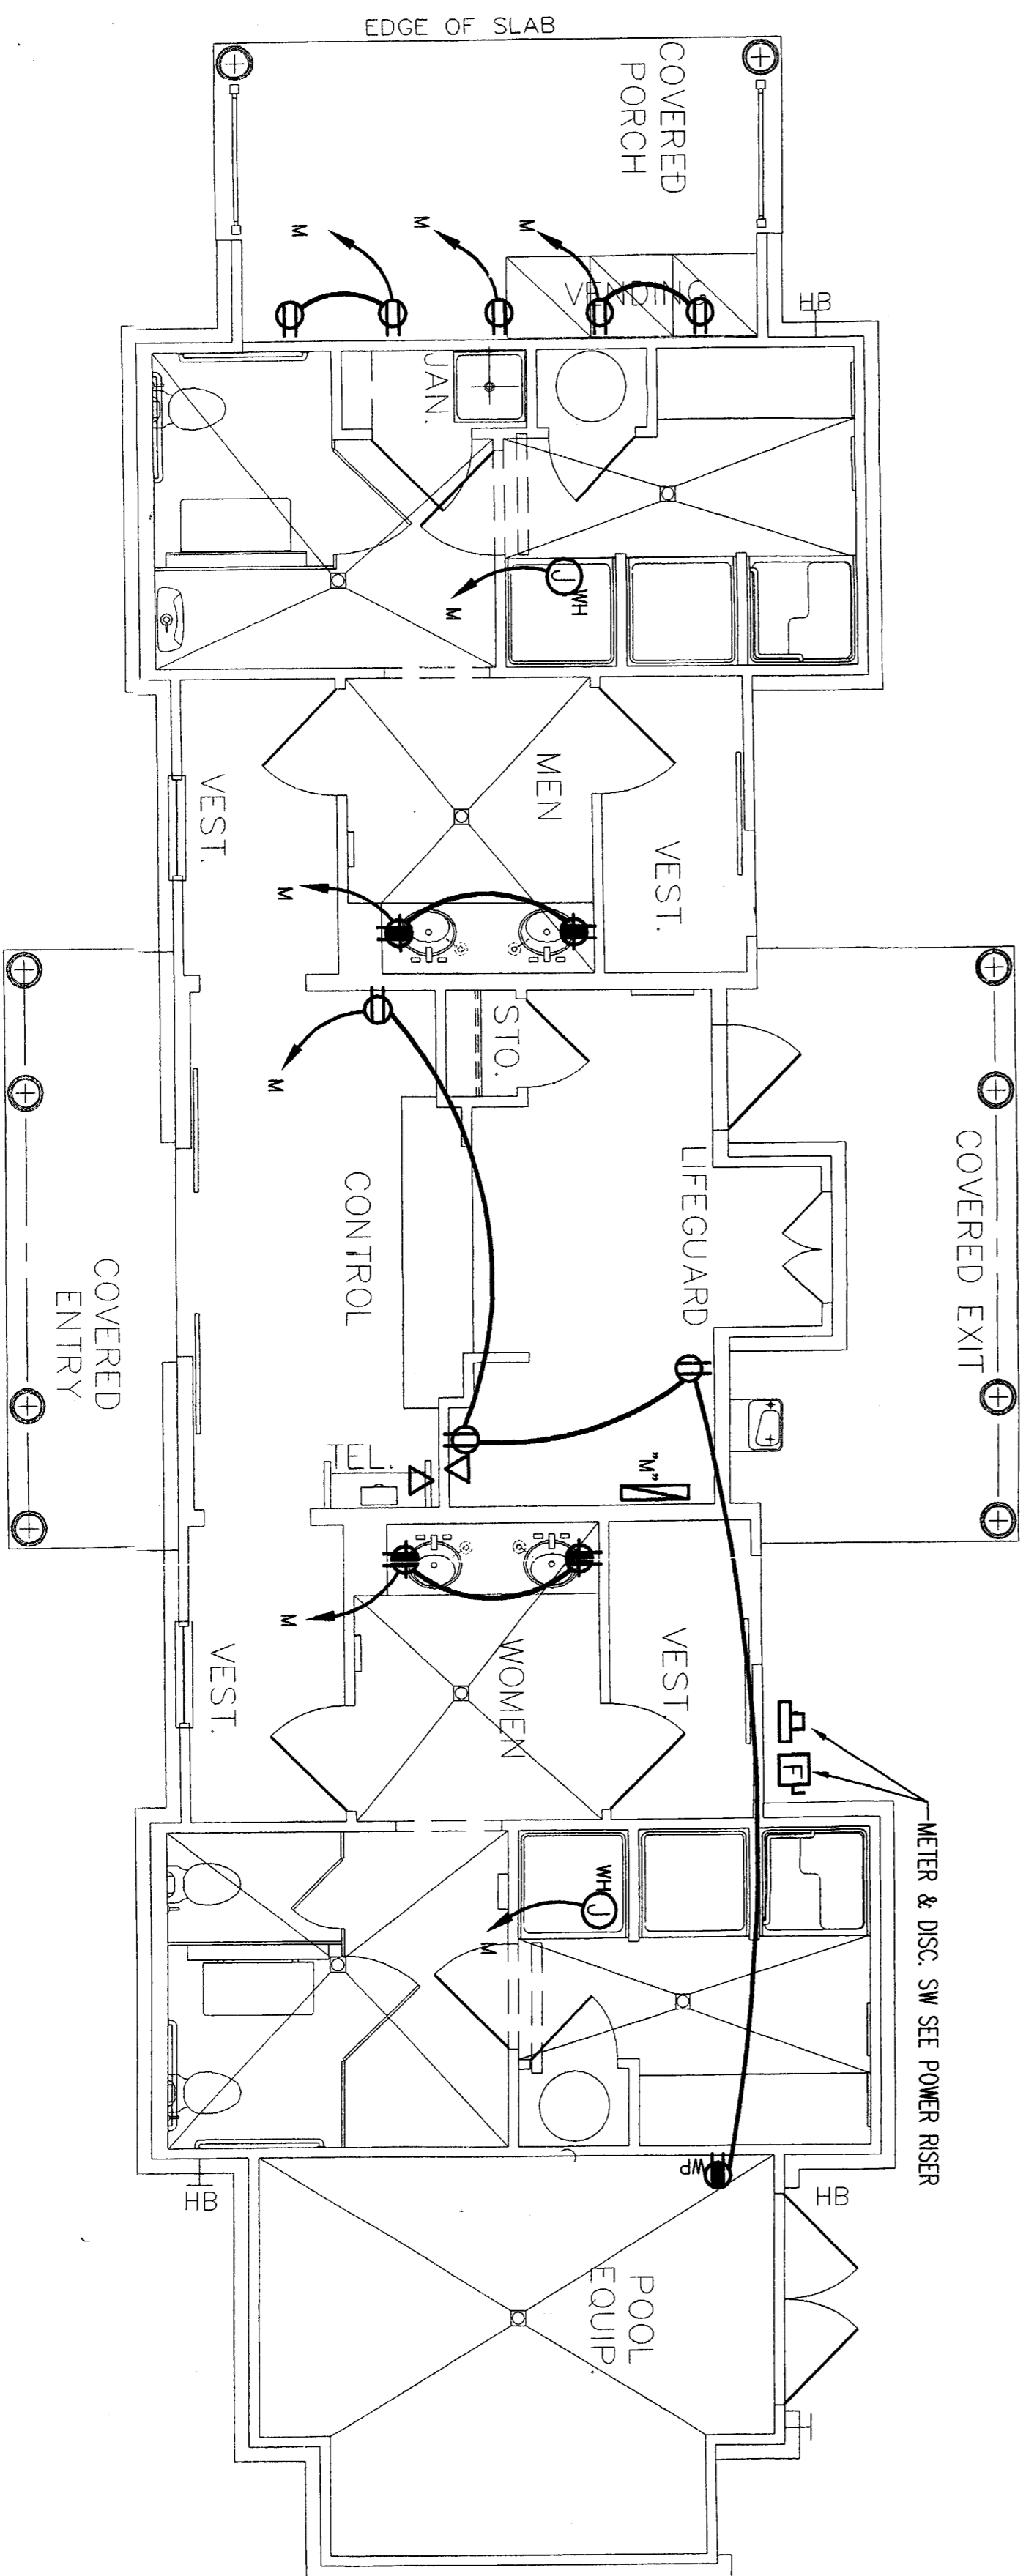 EDGE OF SLAB
COVERED
PORCH
M
M
M
VENDING
HB
JAN.
WH
M
MEN
VEST.
VEST.
M
STO.
M
CONTROL
LIFEGUARD
COVERED EXIT
COVERED
ENTRY
TEL.
"M"
M
WOMEN
VEST.
VEST.
F
METER & DISC. SW SEE POWER RISER
WH
J
M
J
WP
HB
HB
POOL
EQUIP.